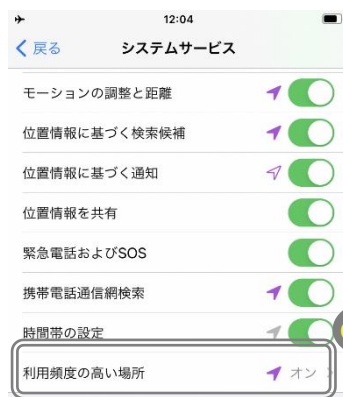 12:04
戻る システムサービス
モーションの調整と距離
位置情報に基づく検索候補
位置情報に基づく通知
位置情報を共有
緊急電話およびSOS
携帯電話通信網検索
時間帯の設定
利用頻度の高い場所 オン